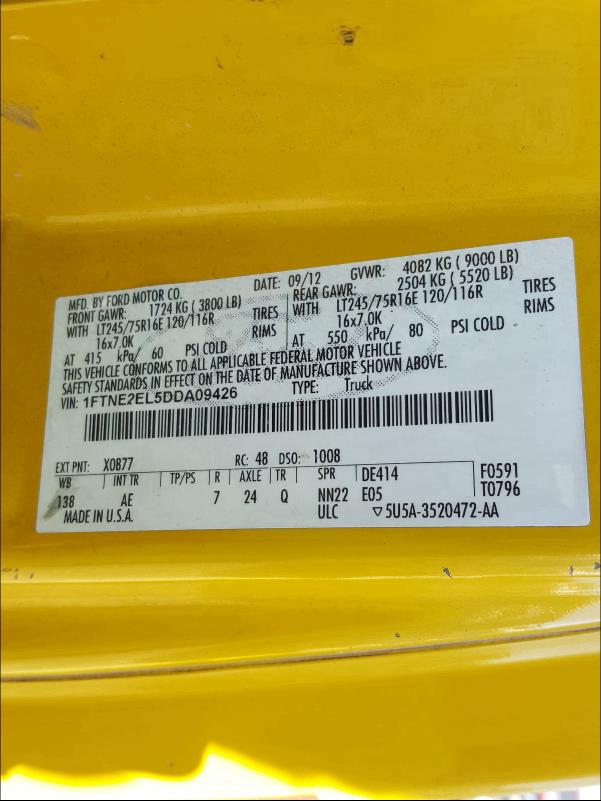 MFD. BY FORD MOTOR CO. DATE: 09/12 GVWR: 4082 KG ( 9000 LB)
FRONT GAWR: 1724 KG ( 3800 LB) REAR GAWR: 2504 KG ( 5520 LB)
WITH LT245/75R16E 120/116R TIRES WITH LT245/75R16E 120/116R TIRES
16x7.0K RIMS 16x7.0K RIMS
AT 415 kPa/ 60 PSI COLD AT 550 kPa/ 80 PSI COLD
THIS VEHICLE CONFORMS TO ALL APPLICABLE FEDERAL MOTOR VEHICLE
SAFETY STANDARDS IN EFFECT ON THE DATE OF MANUFACTURE SHOWN ABOVE.
VIN: 1FTNE2EL5DDA09426 TYPE: Truck
EXT PNT: X0877 RC: 48 DSO: 1008
WB INT TR TP/PS R AXLE TR SPR DE414 F0591
138 AE 7 24 Q NN22 E05 T0796
MADE IN U.S.A. ULC ▽5U5A-3520472-AA